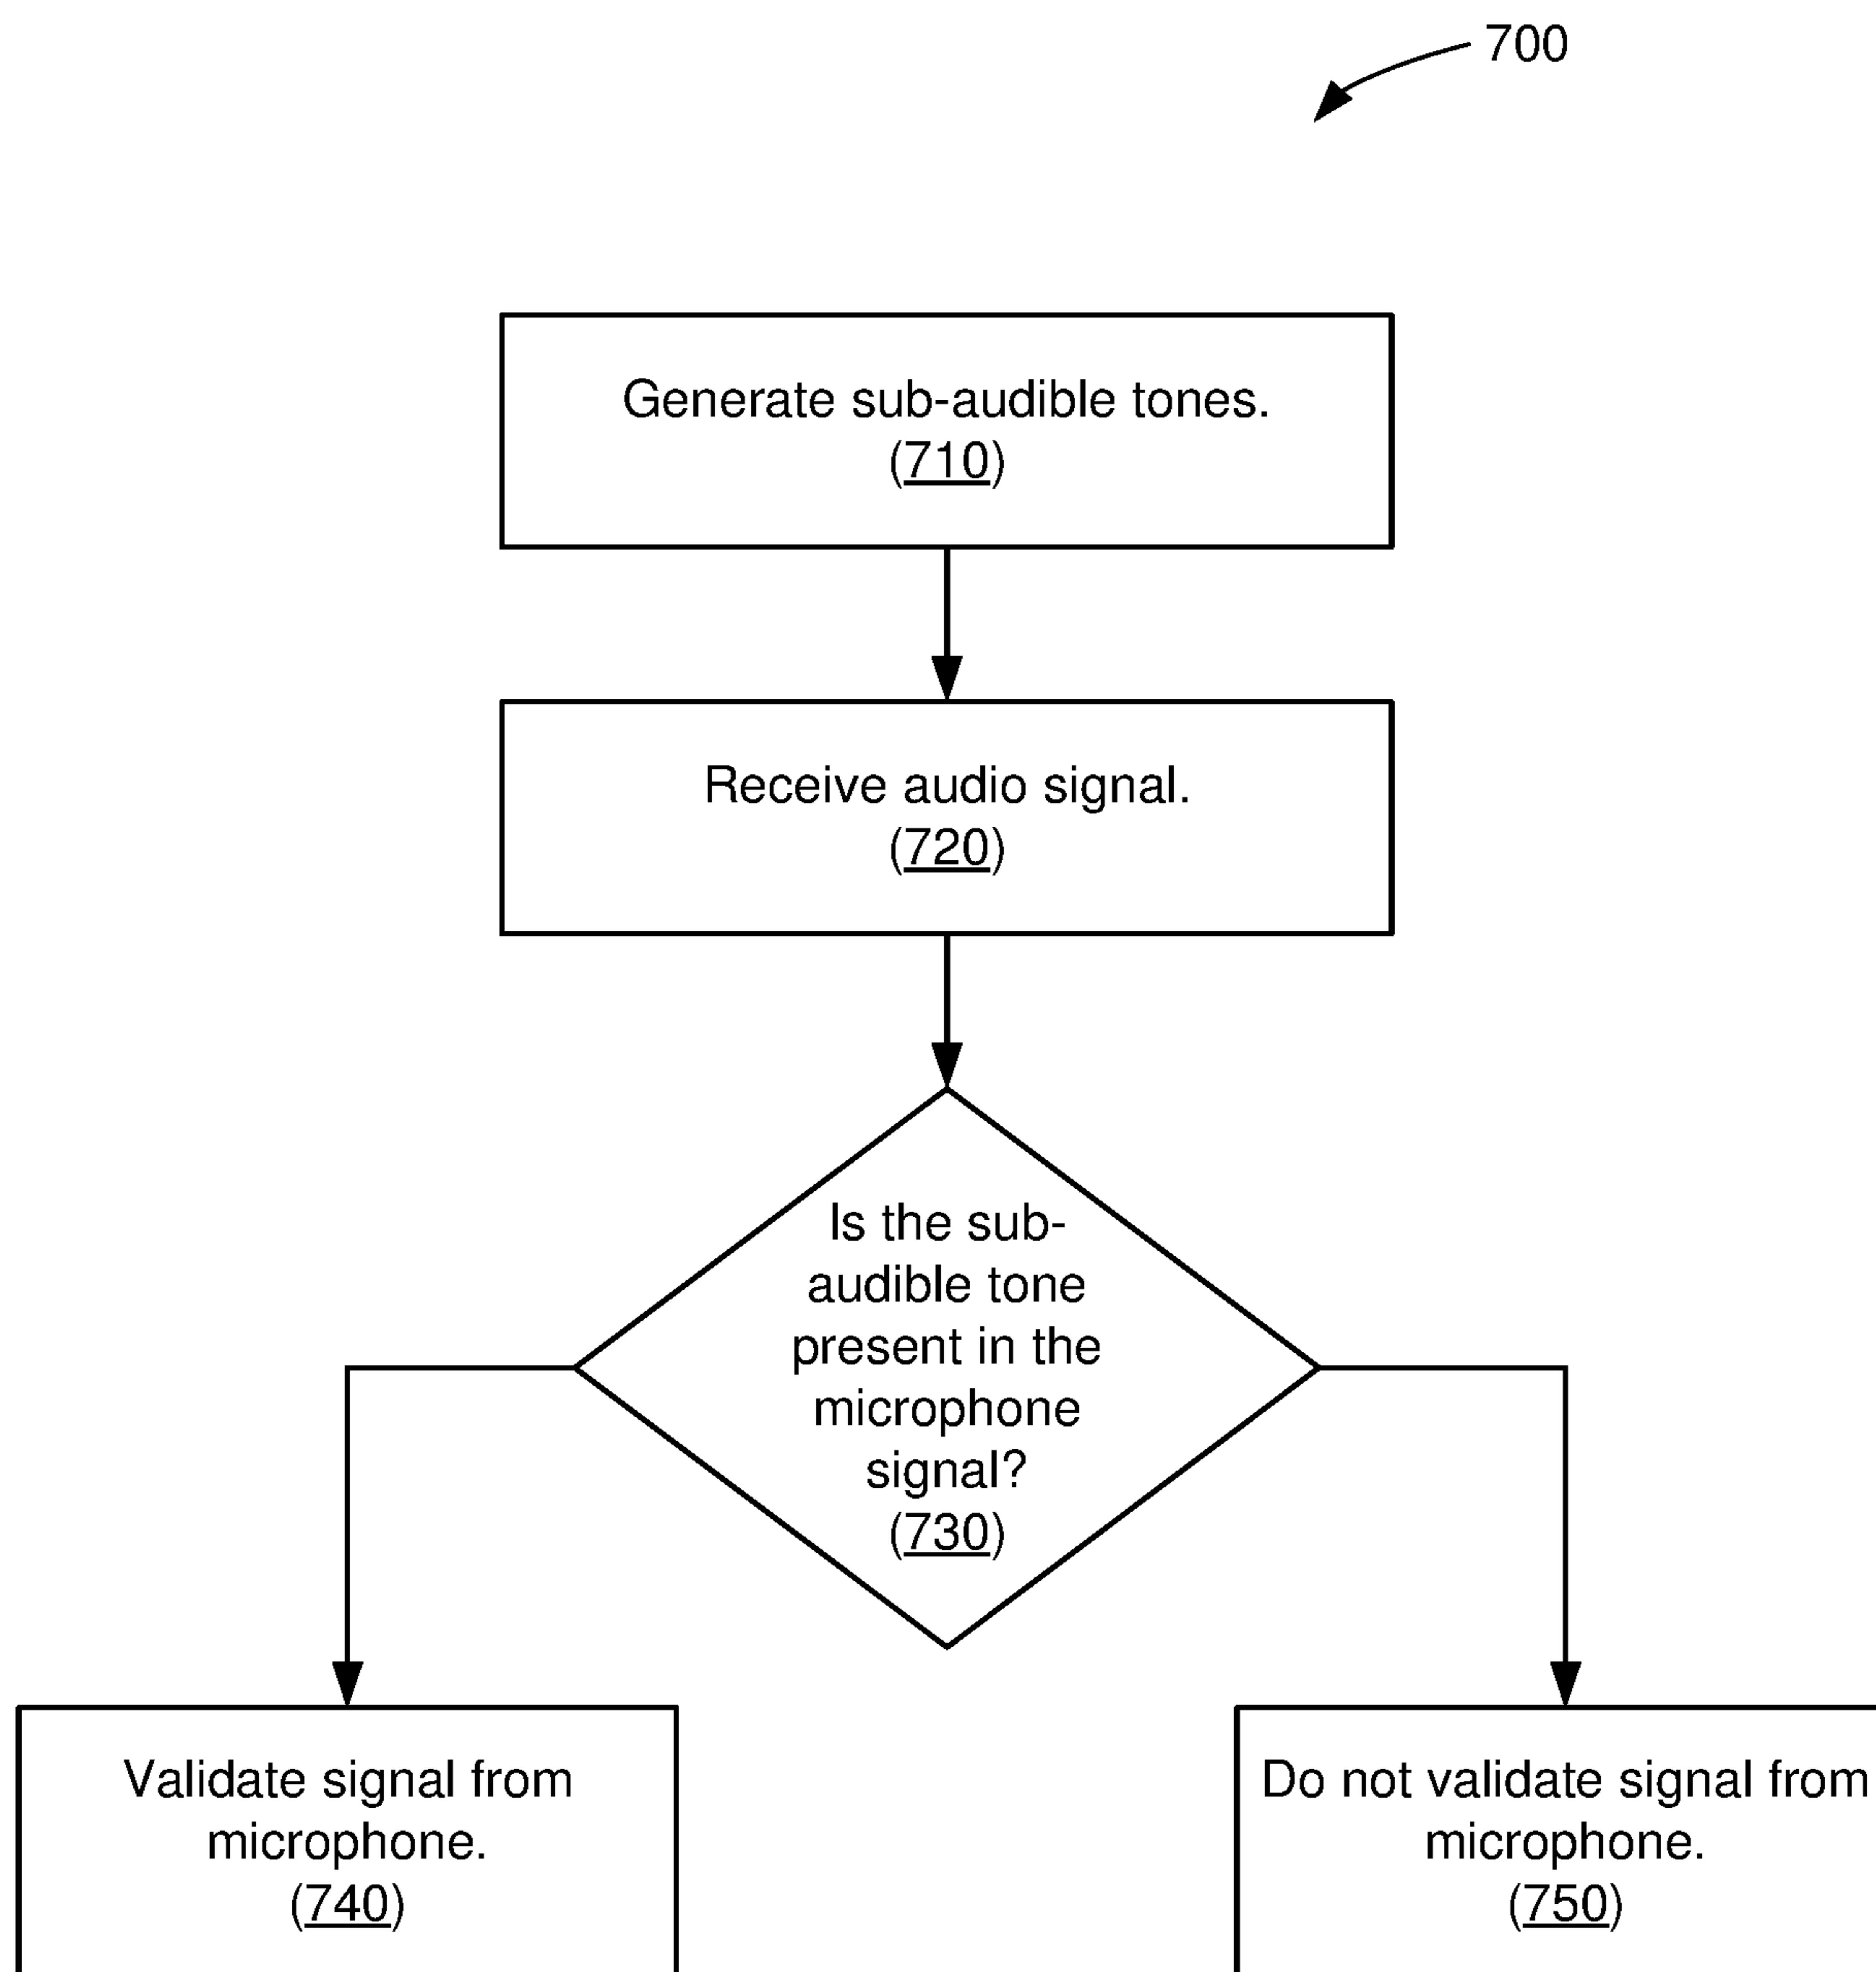 700
Generate sub-audible tones.
(710)
Receive audio signal.
(720)
Is the sub-
audible tone
present in the
microphone
signal?
(730)
Validate signal from
microphone.
(740)
Do not validate signal from
microphone.
(750)